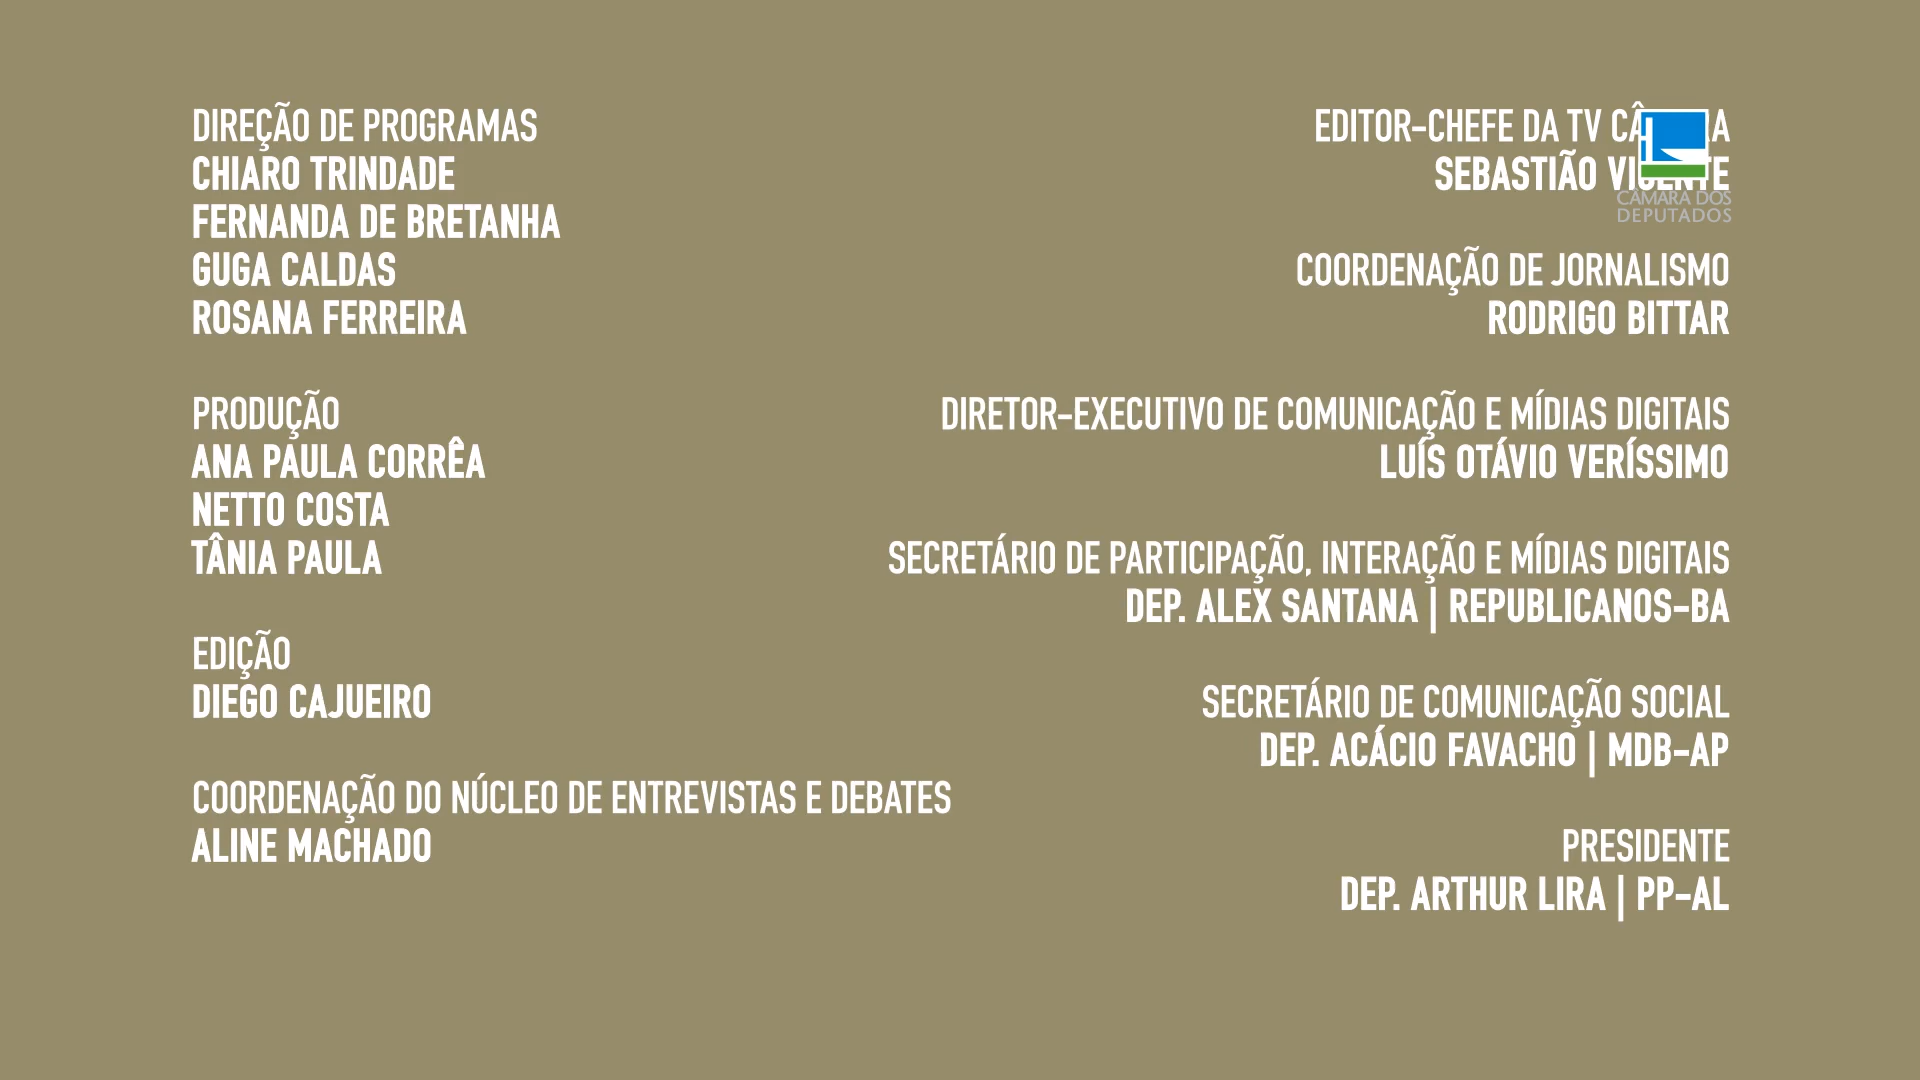 DIREÇÃO DE PROGRAMAS
CHIARO TRINDADE
FERNANDA DE BRETANHA
GUGA CALDAS
ROSANA FERREIRA
PRODUÇÃO
ANA PAULA CORRÊA
NETTO COSTA
TÂNIA PAULA
EDIÇÃO
DIEGO CAJUEIRO
COORDENAÇÃO DO NÚCLEO DE ENTREVISTAS E DEBATES
ALINE MACHADO
EDITOR-CHEFE DA TV
SEBASTIÃO
CÂMARA DOS
DEPUTADOS
COORDENAÇÃO DE JORNALISMO
RODRIGO BITTAR
DIRETOR-EXECUTIVO DE COMUNICAÇÃO E MÍDIAS DIGITAIS
LUÍS OTÁVIO VERÍSSIMO
SECRETÁRIO DE PARTICIPAÇÃO, INTERAÇÃO E MÍDIAS DIGITAIS
DEP. ALEX SANTANA | REPUBLICANOS-BA
SECRETÁRIO DE COMUNICAÇÃO SOCIAL
DEP. ACÁCIO FAVACHO | MDB-AP
PRESIDENTE
DEP. ARTHUR LIRA | PP-AL